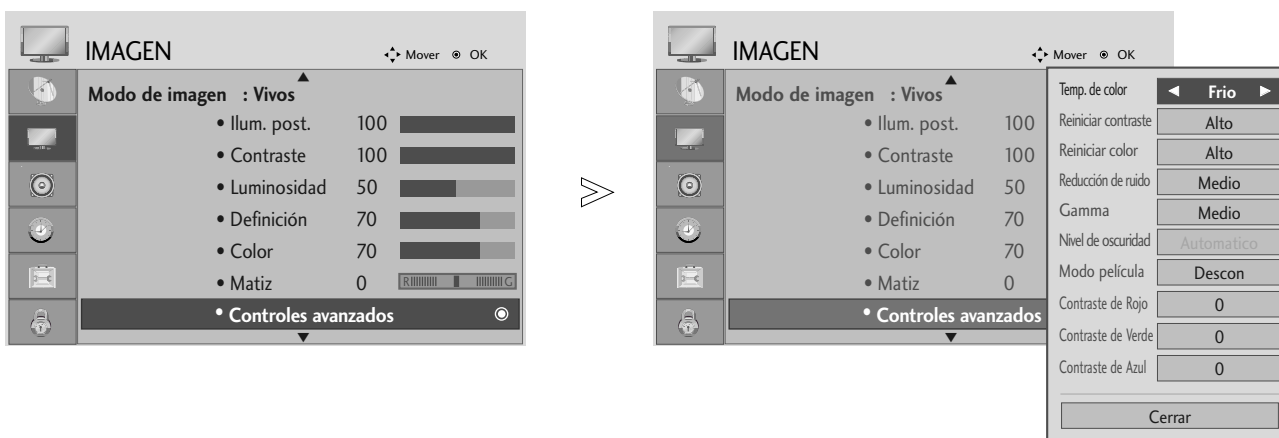 IMAGEN
Mover
OK
Modo de imagen : Vivos
• Ilum. post. 100
• Contraste 100
• Luminosidad 50
• Definición 70
• Color 70
• Matiz 0 R G
• Controles avanzados
IMAGEN
Mover
OK
Modo de imagen : Vivos
• Ilum. post. 100
• Contraste 100
• Luminosidad 50
• Definición 70
• Color 70
• Matiz 0
• Controles avanzados
Temp. de color ◀ Frio ▶
Reiniciar contraste Alto
Reiniciar color Alto
Reducción de ruido Medio
Gamma Medio
Nivel de oscuridad Automatico
Modo película Descon
Contraste de Rojo 0
Contraste de Verde 0
Contraste de Azul 0
Cerrar